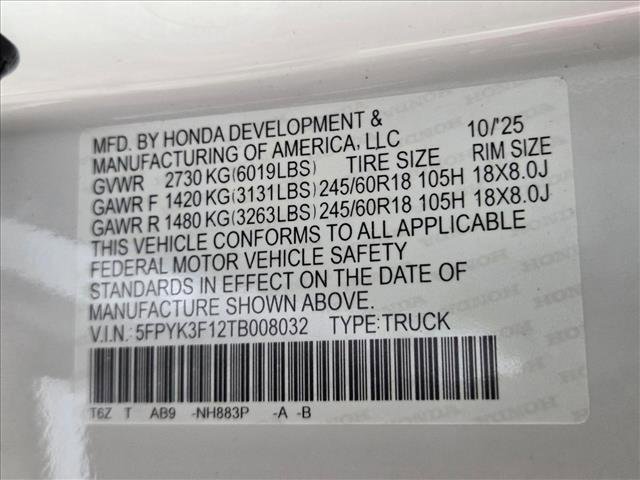 MFD. BY HONDA DEVELOPMENT & 10/'25
MANUFACTURING OF AMERICA, LLC
GVWR 2730 KG(6019LBS) TIRE SIZE RIM SIZE
GAWR F 1420 KG(3131LBS) 245/60R18 105H 18X8.0J
GAWR R 1480 KG(3263LBS) 245/60R18 105H 18X8.0J
THIS VEHICLE CONFORMS TO ALL APPLICABLE
FEDERAL MOTOR VEHICLE SAFETY
STANDARDS IN EFFECT ON THE DATE OF
MANUFACTURE SHOWN ABOVE.
V.I.N.: 5FPYK3F12TB008032 TYPE:TRUCK
T6Z T AB9 -NH883P -A -B